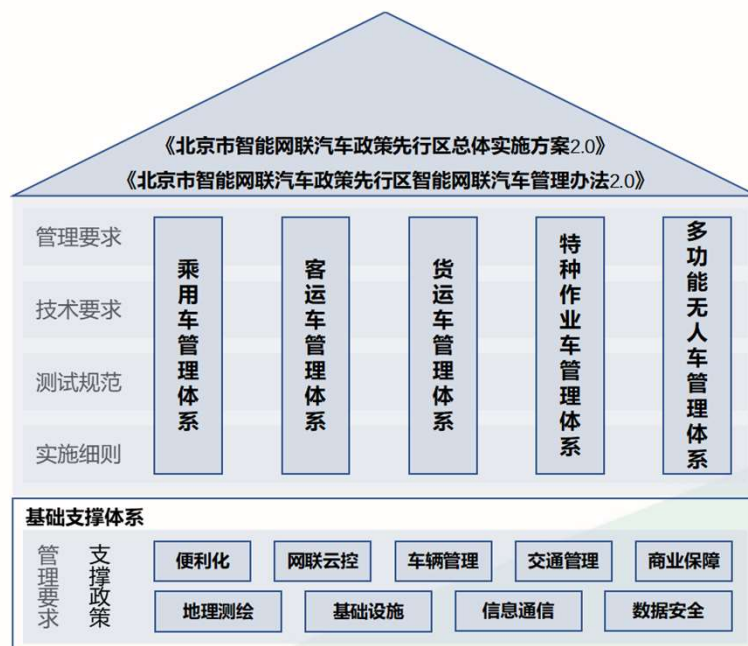 《北京市智能网联汽车政策先行区总体实施方案2.0》
《北京市智能网联汽车政策先行区智能网联汽车管理办法2.0》
管理要求
技术要求
测试规范
实施细则
乘用车管理体系
客运车管理体系
货运车管理体系
特种作业车管理体系
多功能无人车管理体系
基础支撑体系
管理要求
支撑政策
便利化
网联云控
车辆管理
交通管理
商业保障
地理测绘
基础设施
信息通信
数据安全